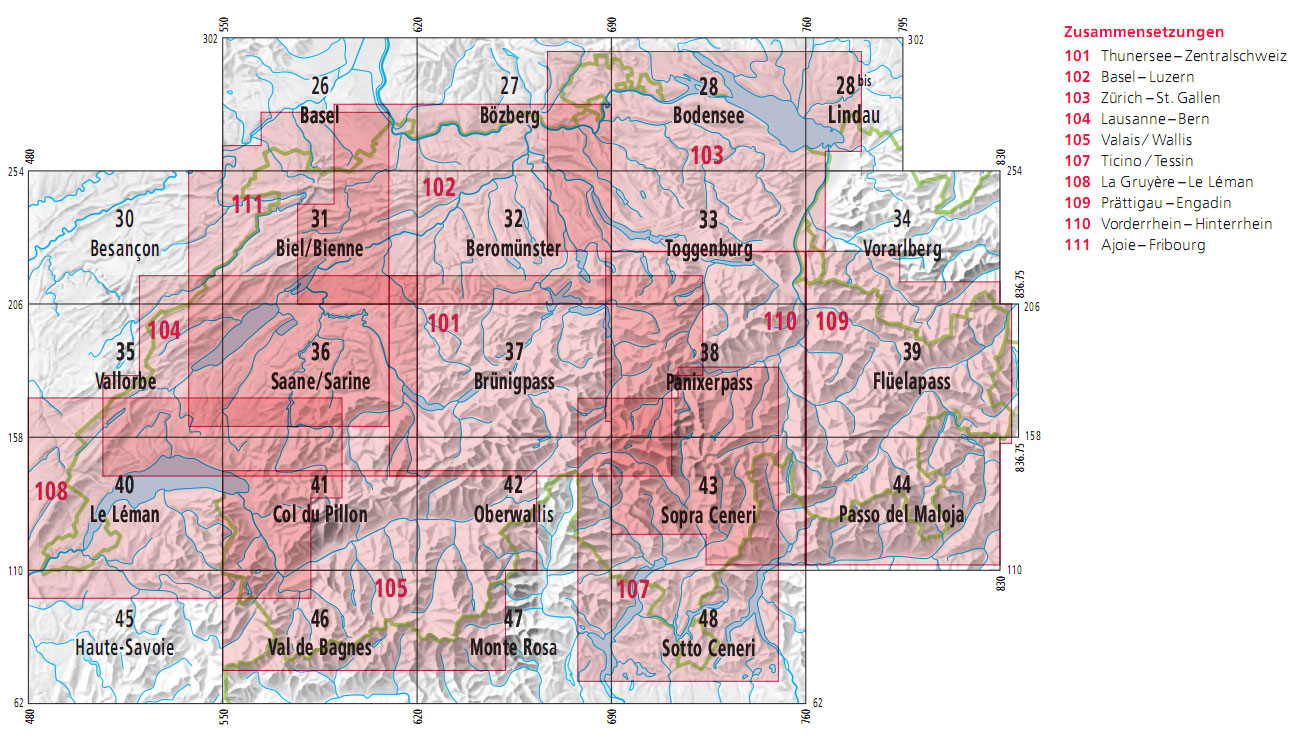 550
620
690
760
795
302
302
26
Basel
27
Bözberg
28
Bodensee
28 bis
Lindau
480
830
254
254
103
102
111
30
Besançon
31
Biel/Bienne
32
Beromünster
33
Toggenburg
34
Vorarlberg
836.75
206
206
104
101
110
109
35
Vallorbe
36
Saane/Sarine
37
Brünigpass
38
Panixerpass
39
Flüelapass
158
158
836.75
108
40
Le Léman
41
Col du Pillon
42
Oberwallis
43
Sopra Ceneri
44
Passo del Maloja
110
110
830
105
107
45
Haute-Savoie
46
Val de Bagnes
47
Monte Rosa
48
Sotto Ceneri
62
62
480
550
620
690
760
Zusammensetzungen
101 Thunersee – Zentralschweiz
102 Basel – Luzern
103 Zürich – St. Gallen
104 Lausanne – Bern
105 Valais / Wallis
107 Ticino / Tessin
108 La Gruyère – Le Léman
109 Prättigau – Engadin
110 Vorderrhein – Hinterrhein
111 Ajoie – Fribourg